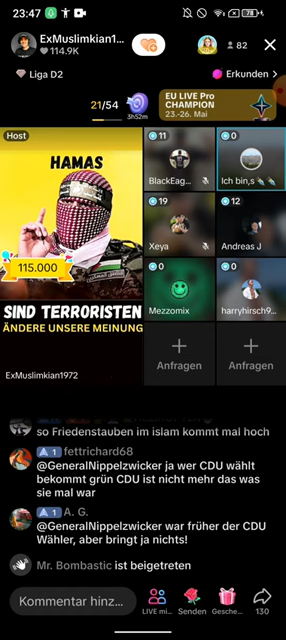 23:47
78
ExMuslimkian1...
114.9K
82
Liga D2
Erkunden >
21/54
3h52m
EU LIVE Pro
CHAMPION
23.-26. Mai
Host
HAMAS
115.000
SIND TERRORISTEN
ÄNDERE UNSERE MEINUNG
ExMuslimkian1972
11
BlackEag...
0
Ich bin,s
19
Xeya
12
Andreas J
0
Mezzomix
0
harryhirsch9...
+
Anfragen
+
Anfragen
so Friedenstauben im islam kommt mal hoch
1 fettrichard68
@GeneralNippelzwicker ja wer CDU wählt
bekommt grün CDU ist nicht mehr das was
sie mal war
1 A. G.
@GeneralNippelzwicker war früher der CDU
Wähler, aber bringt ja nichts!
Mr. Bombastic ist beigetreten
Kommentar hinz...
LIVE mi...
Senden
Gesche...
130